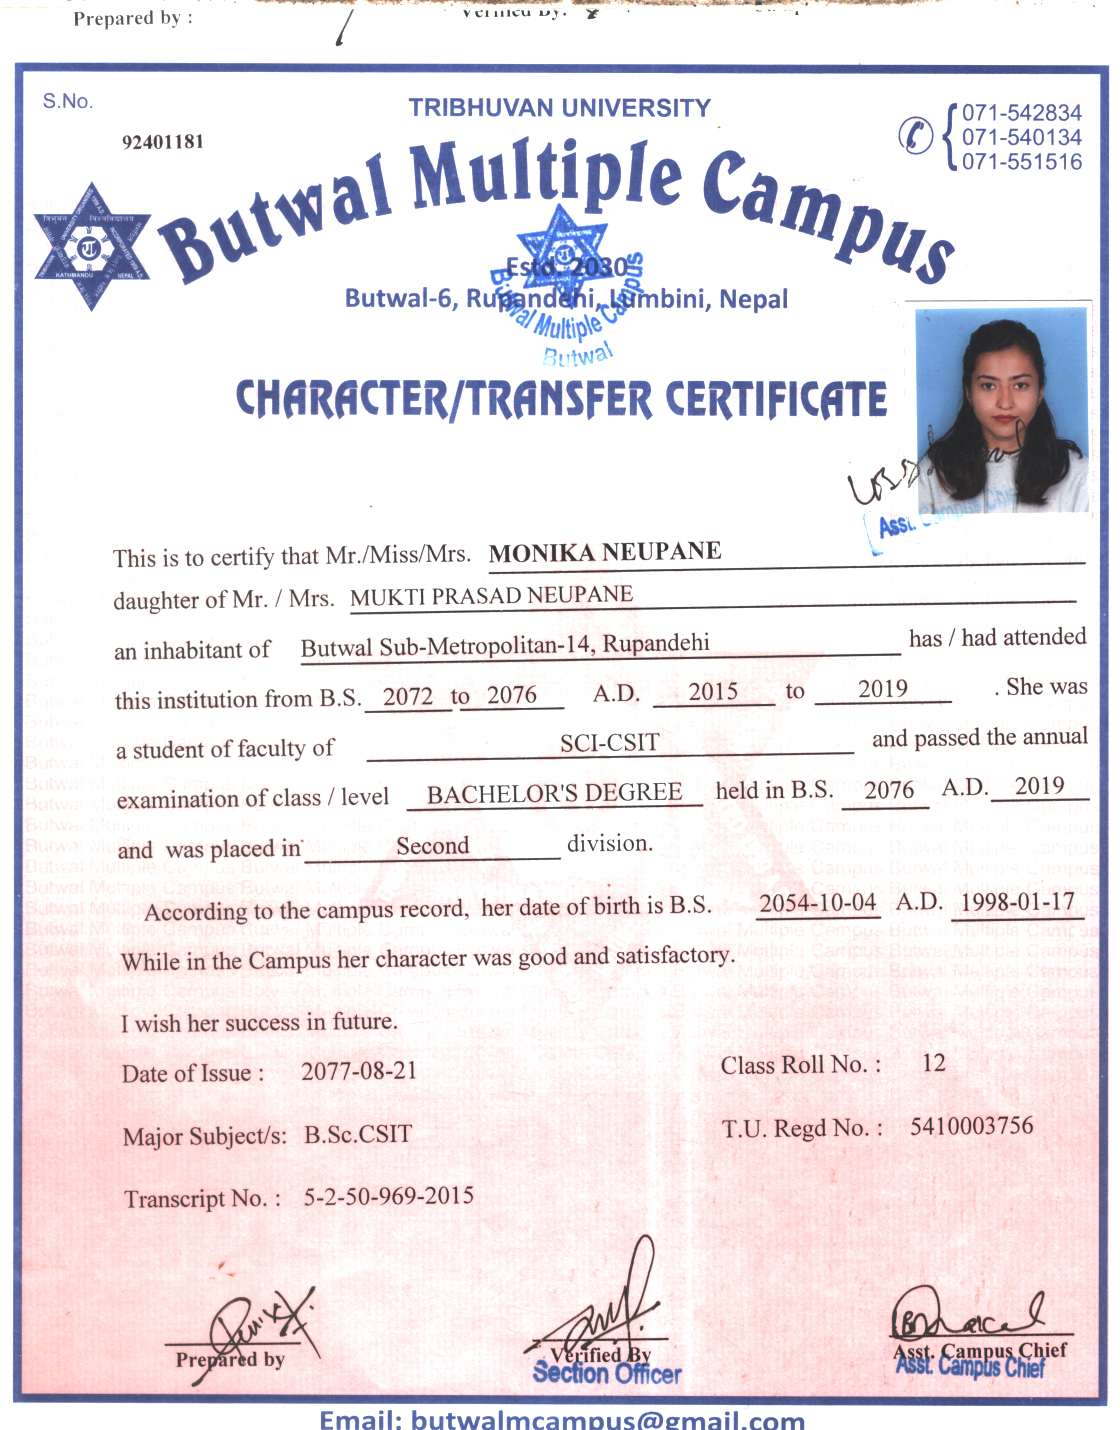 Prepared by :
Verified By:
S.No.
92401181
TRIBHUVAN UNIVERSITY
071-542834
071-540134
071-551516
Butwal Multiple Campus
Estd. 2030
Butwal-6, Rupandehi, Lumbini, Nepal
Butwal Multiple Campus
Butwal
CHARACTER/TRANSFER CERTIFICATE
Asst. Campus Chief
This is to certify that Mr./Miss/Mrs. MONIKA NEUPANE
daughter of Mr. / Mrs. MUKTI PRASAD NEUPANE
an inhabitant of Butwal Sub-Metropolitan-14, Rupandehi has / had attended
this institution from B.S. 2072 to 2076 A.D. 2015 to 2019 . She was
a student of faculty of SCI-CSIT and passed the annual
examination of class / level BACHELOR'S DEGREE held in B.S. 2076 A.D. 2019
and was placed in Second division.
According to the campus record, her date of birth is B.S. 2054-10-04 A.D. 1998-01-17
While in the Campus her character was good and satisfactory.
I wish her success in future.
Date of Issue : 2077-08-21
Class Roll No. : 12
Major Subject/s: B.Sc.CSIT
T.U. Regd No. : 5410003756
Transcript No. : 5-2-50-969-2015
Prepared by
Verified By
Section Officer
Asst. Campus Chief
Asst. Campus Chief
Email: butwalmcampus@gmail.com